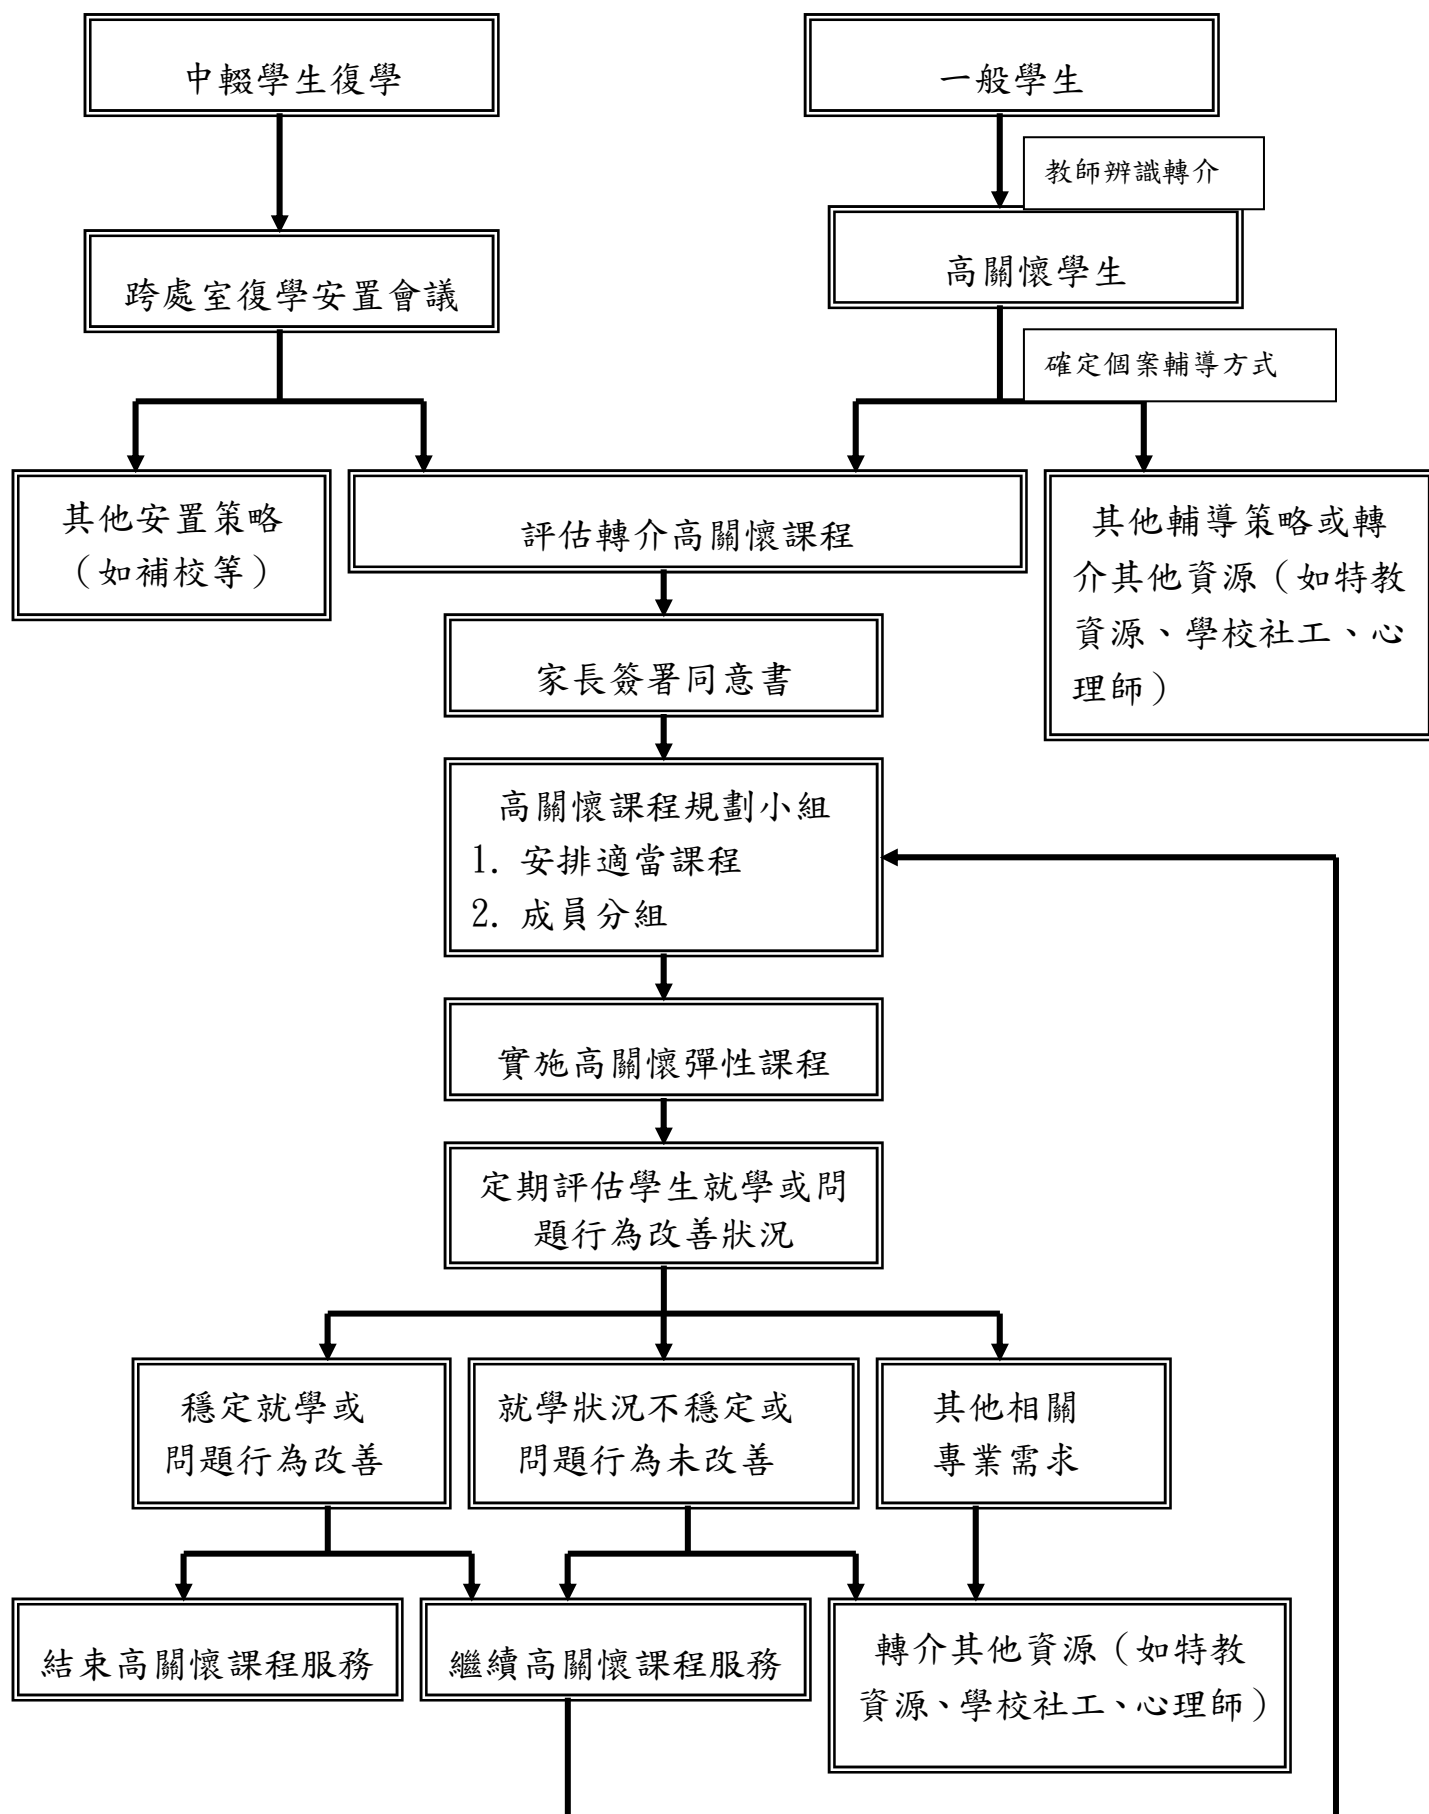 中輟學生復學
一般學生
教師辨識轉介
跨處室復學安置會議
高關懷學生
確定個案輔導方式
其他安置策略
（如補校等）
評估轉介高關懷課程
其他輔導策略或轉
介其他資源（如特教
資源、學校社工、心
理師）
家長簽署同意書
高關懷課程規劃小組
1. 安排適當課程
2. 成員分組
實施高關懷彈性課程
定期評估學生就學或問
題行為改善狀況
穩定就學或
問題行為改善
就學狀況不穩定或
問題行為未改善
其他相關
專業需求
結束高關懷課程服務
繼續高關懷課程服務
轉介其他資源（如特教
資源、學校社工、心理師）